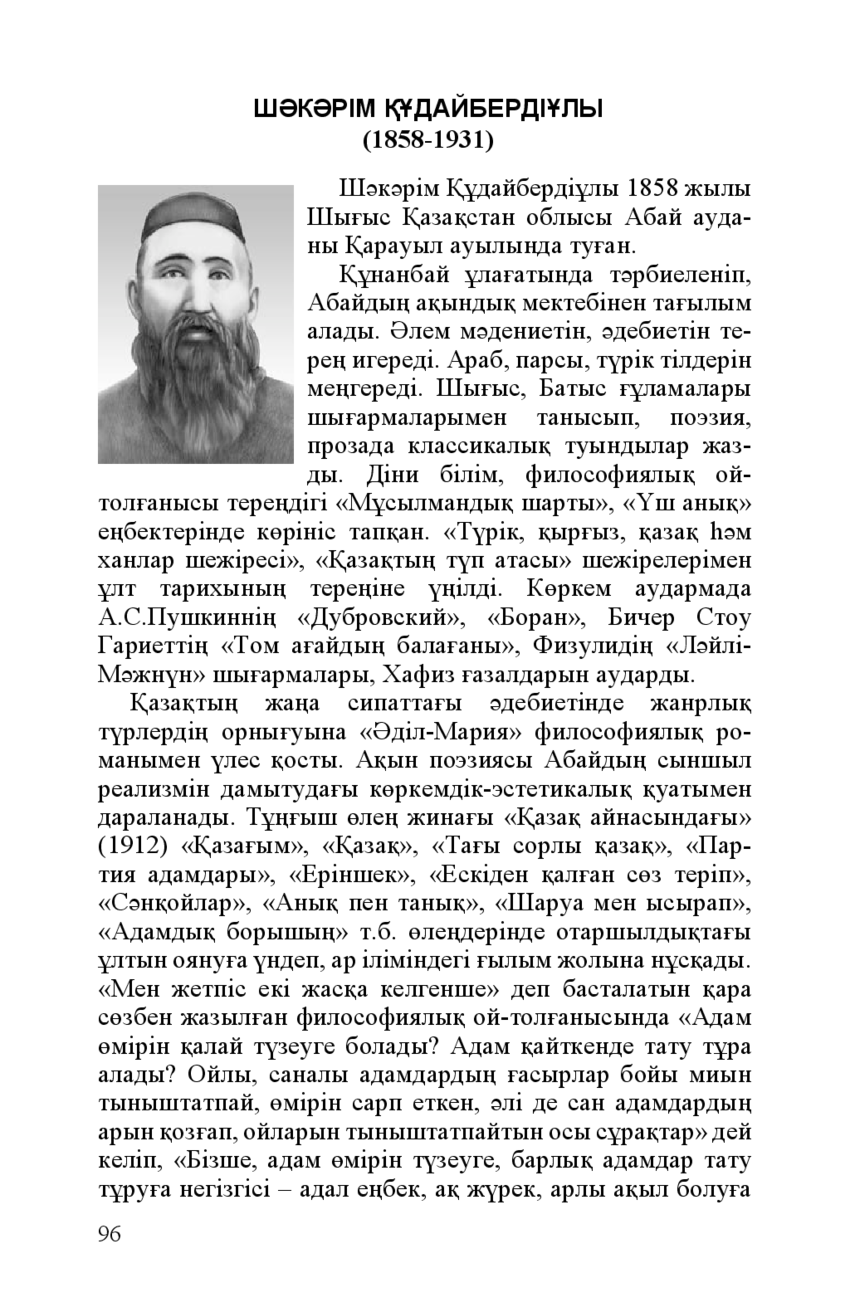 ШӘКӘРІМ ҚҰДАЙБЕРДІҰЛЫ
(1858-1931)
Шәкәрім Құдайбердіұлы 1858 жылы
Шығыс Қазақстан облысы Абай ауда-
ны Қарауыл ауылында туған.
Құнанбай ұлағатында тәрбиеленіп,
Абайдың ақындық мектебінен тағылым
алады. Әлем мәдениетін, әдебиетін те-
рең игереді. Араб, парсы, түрік тілдерін
меңгереді. Шығыс, Батыс ғұламалары
шығармаларымен танысып, поэзия,
прозада классикалық туындылар жаз-
ды. Діни білім, философиялық ой-
толғанысы тереңдігі «Мұсылмандық шарты», «Үш анық»
еңбектерінде көрініс тапқан. «Түрік, қырғыз, қазақ һәм
ханлар шежіресі», «Қазақтың түп атасы» шежірелерімен
ұлт тарихының тереңіне үңілді. Көркем аудармада
А.С.Пушкиннің «Дубровский», «Боран», Бичер Стоу
Гариеттің «Том ағайдың балағаны», Физулидің «Ләйлі-
Мәжнүн» шығармалары, Хафиз ғазалдарын аударды.
Қазақтың жаңа сипаттағы әдебиетінде жанрлық
түрлердің орнығуына «Әділ-Мария» философиялық ро-
манымен үлес қосты. Ақын поэзиясы Абайдың сыншыл
реализмін дамытудағы көркемдік-эстетикалық қуатымен
дараланады. Тұңғыш өлең жинағы «Қазақ айнасындағы»
(1912) «Қазағым», «Қазақ», «Тағы сорлы қазақ», «Пар-
тия адамдары», «Еріншек», «Ескіден қалған сөз теріп»,
«Сәнқойлар», «Анық пен танық», «Шаруа мен ысырап»,
«Адамдық борышың» т.б. өлеңдерінде отаршылдықтағы
ұлтын оянуға үндеп, ар іліміндегі ғылым жолына нұсқады.
«Мен жетпіс екі жасқа келгенше» деп басталатын қара
сөзбен жазылған философиялық ой-толғанысында «Адам
өмірін қалай түзеуге болады? Адам қайткенде тату тұра
алады? Ойлы, саналы адамдардың ғасырлар бойы миын
тыныштатпай, өмірін сарп еткен, әлі де сан адамдардың
арын қозғап, ойларын тыныштатпайтын осы сұрақтар» дей
келіп, «Бізше, адам өмірін түзеуге, барлық адамдар тату
тұруға негізгісі – адал еңбек, ақ жүрек, арлы ақыл болуға
96